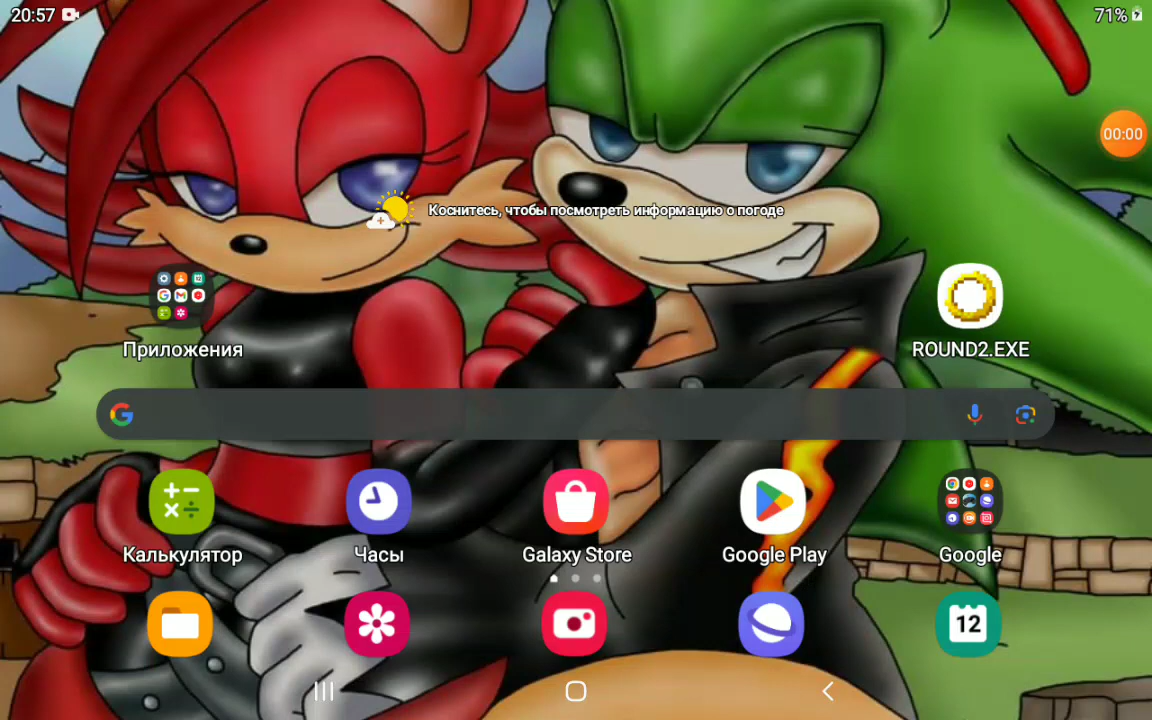 20:57
71%
00:00
Коснитесь, чтобы посмотреть информацию о погоде
Приложения
ROUND2.EXE
G
Калькулятор
Часы
Galaxy Store
Google Play
Google
12